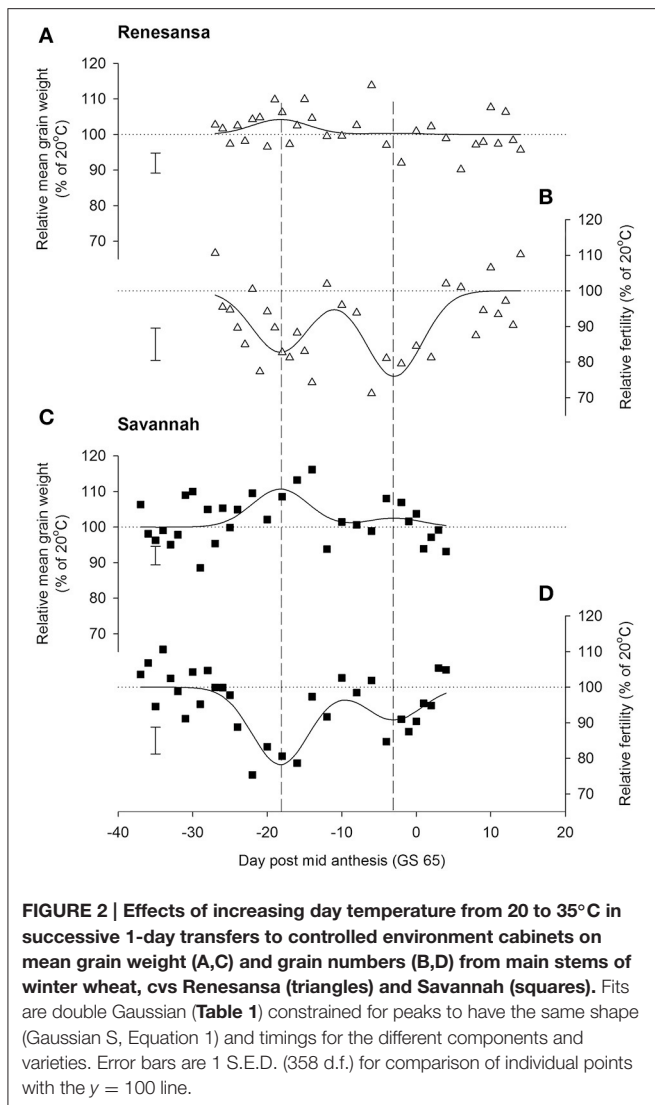 A
Renesansa
Relative mean grain weight
(% of 20°C)
120
110
100
90
80
70
B
Relative fertility (% of 20°C)
120
110
100
90
80
70
C
Savannah
Relative mean grain weight
(% of 20°C)
120
110
100
90
80
70
D
Relative fertility (% of 20°C)
120
110
100
90
80
70
-40 -30 -20 -10 0 10 20
Day post mid anthesis (GS 65)
FIGURE 2 | Effects of increasing day temperature from 20 to 35°C in
successive 1-day transfers to controlled environment cabinets on
mean grain weight (A,C) and grain numbers (B,D) from main stems of
winter wheat, cvs Renesansa (triangles) and Savannah (squares). Fits
are double Gaussian (Table 1) constrained for peaks to have the same shape
(Gaussian S, Equation 1) and timings for the different components and
varieties. Error bars are 1 S.E.D. (358 d.f.) for comparison of individual points
with the y = 100 line.